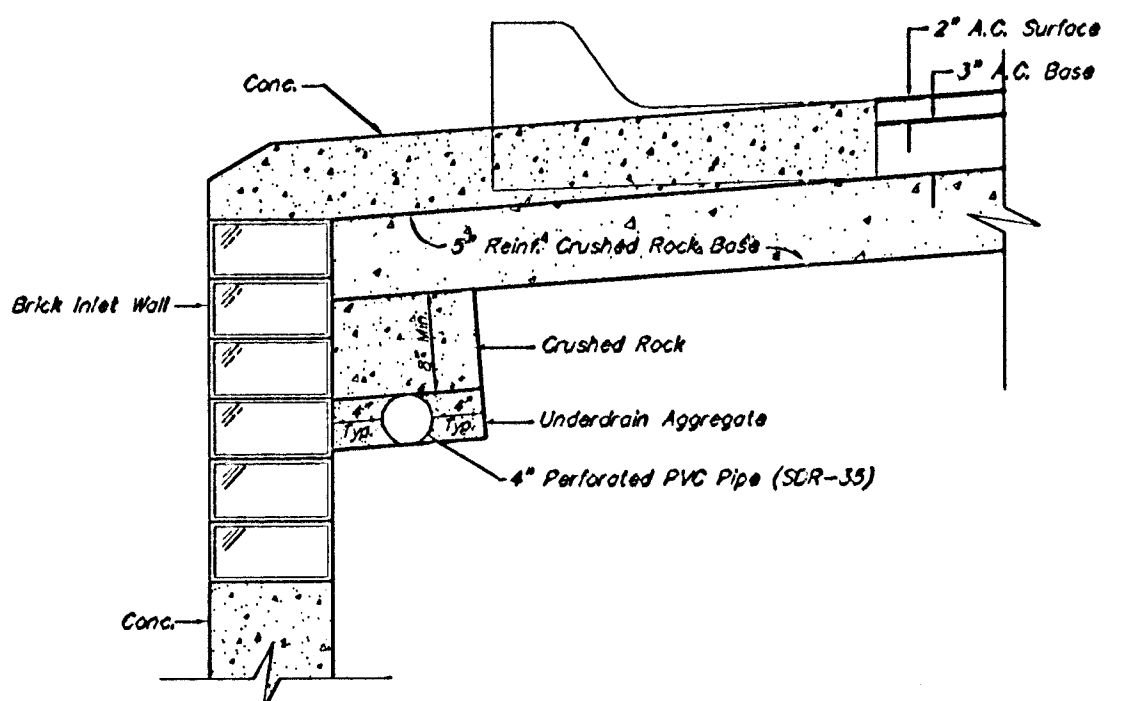 2" A.C. Surface
3" A.C. Base
Conc.
5" Reinf. Crushed Rock Base
Brick Inlet Wall
8" Min.
Crushed Rock
4" 4"
Typ. Typ.
Underdrain Aggregate
4" Perforated PVC Pipe (SDR-35)
Conc.